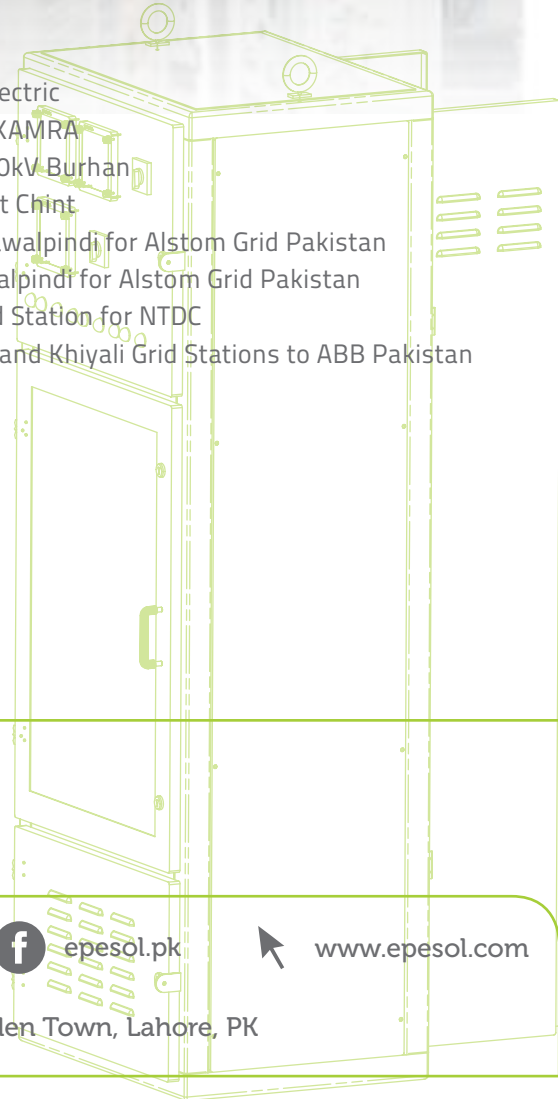 ectric
KAMRA
0kV Burhan
t Chint
awalpindi for Alstom Grid Pakistan
alpindi for Alstom Grid Pakistan
d Station for NTDC
and Khiyali Grid Stations to ABB Pakistan
f epesol.pk www.epesol.com
den Town, Lahore, PK